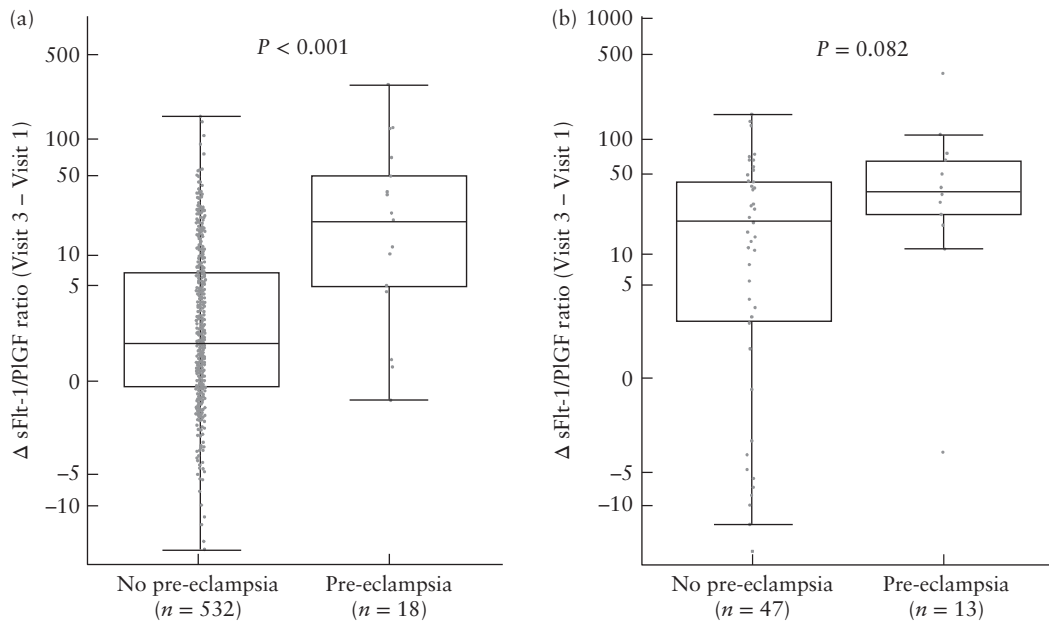 (a)
Δ sFlt-1/PlGF ratio (Visit 3 – Visit 1)
500
100
50
10
5
0
–5
–10
P < 0.001
No pre-eclampsia
(n = 532)
Pre-eclampsia
(n = 18)
(b)
Δ sFlt-1/PlGF ratio (Visit 3 – Visit 1)
1000
500
100
50
10
5
0
–5
–10
P = 0.082
No pre-eclampsia
(n = 47)
Pre-eclampsia
(n = 13)